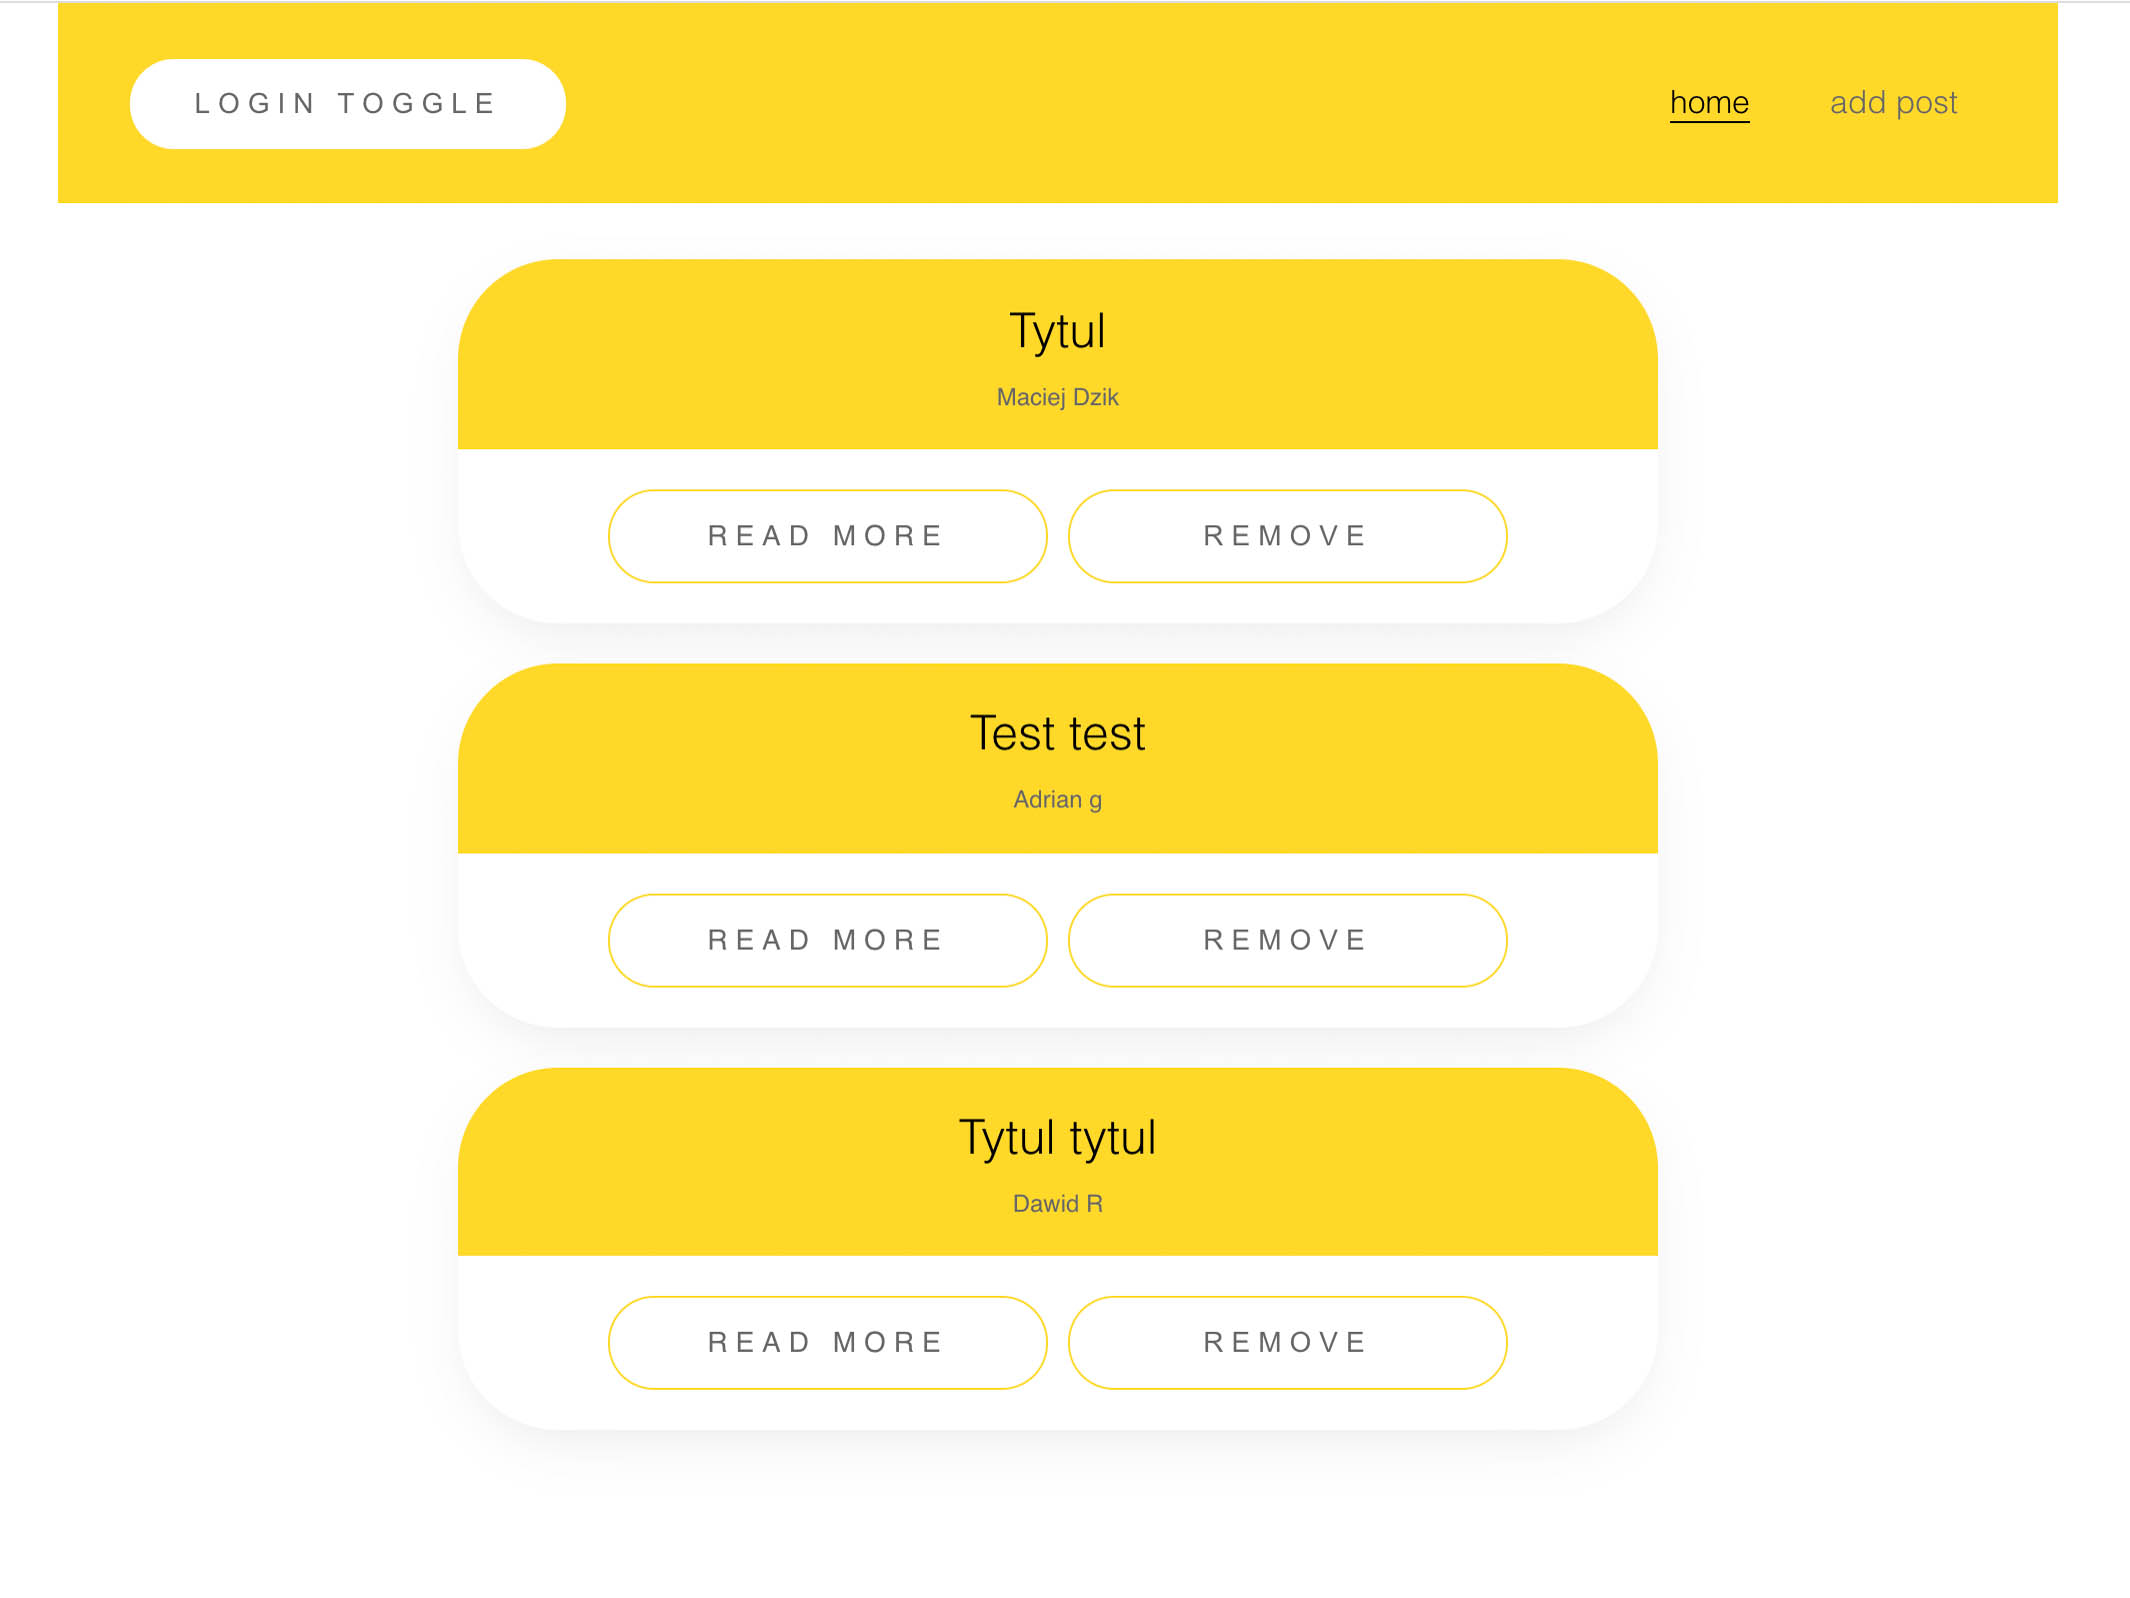 LOGIN TOGGLE
home
add post
Tytul
Maciej Dzik
READ MORE
REMOVE
Test test
Adrian g
READ MORE
REMOVE
Tytul tytul
Dawid R
READ MORE
REMOVE